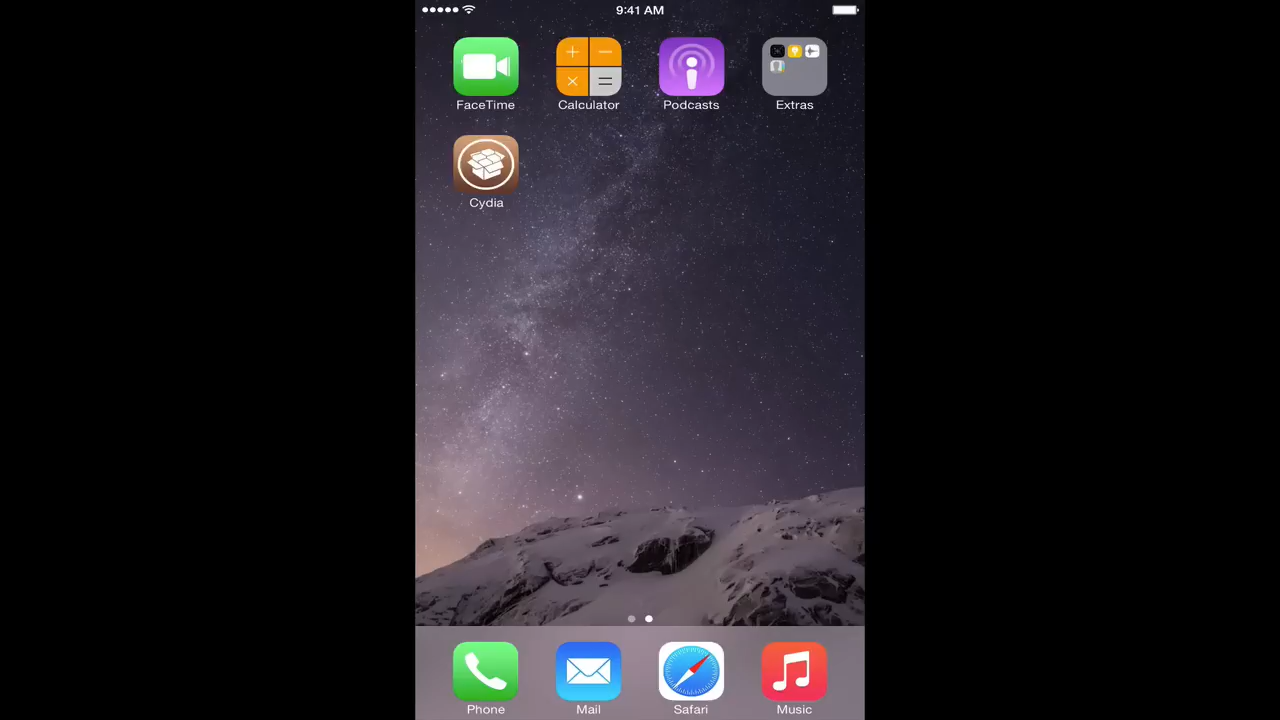 9:41 AM
FaceTime
Calculator
Podcasts
Extras
Cydia
Phone
Mail
Safari
Music